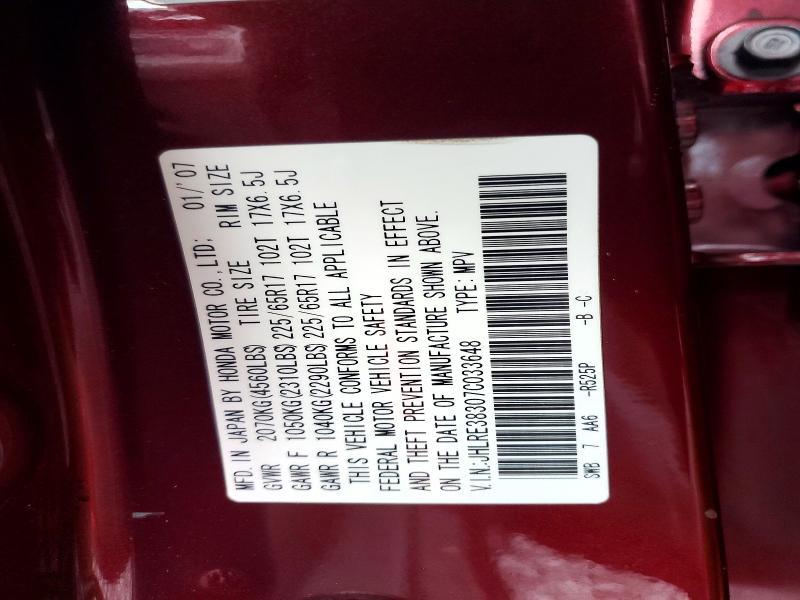 MFD. IN JAPAN BY HONDA MOTOR CO.,LTD; 01/'07
GVWR 2070KG(4560LBS) TIRE SIZE RIM SIZE
GAWR F 1050KG(2310LBS)225/65R17 102T 17X6.5J
GAWR R 1040KG(2290LBS)225/65R17 102T 17X6.5J
THIS VEHICLE CONFORMS TO ALL APPLICABLE
FEDERAL MOTOR VEHICLE SAFETY
AND THEFT PREVENTION STANDARDS IN EFFECT
ON THE DATE OF MANUFACTURE SHOWN ABOVE.
V.I.N.:JHLRE38307C033648 TYPE: MPV
SWB 7 AA6 -R525P -B -C